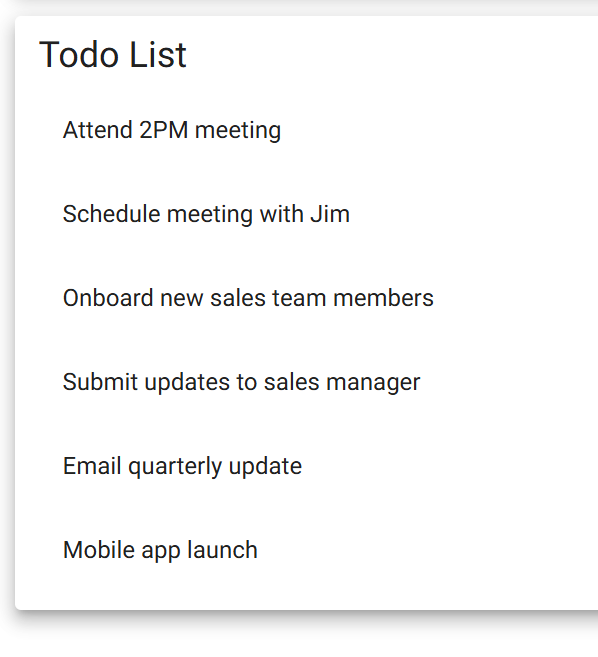 Todo List
Attend 2PM meeting
Schedule meeting with Jim
Onboard new sales team members
Submit updates to sales manager
Email quarterly update
Mobile app launch